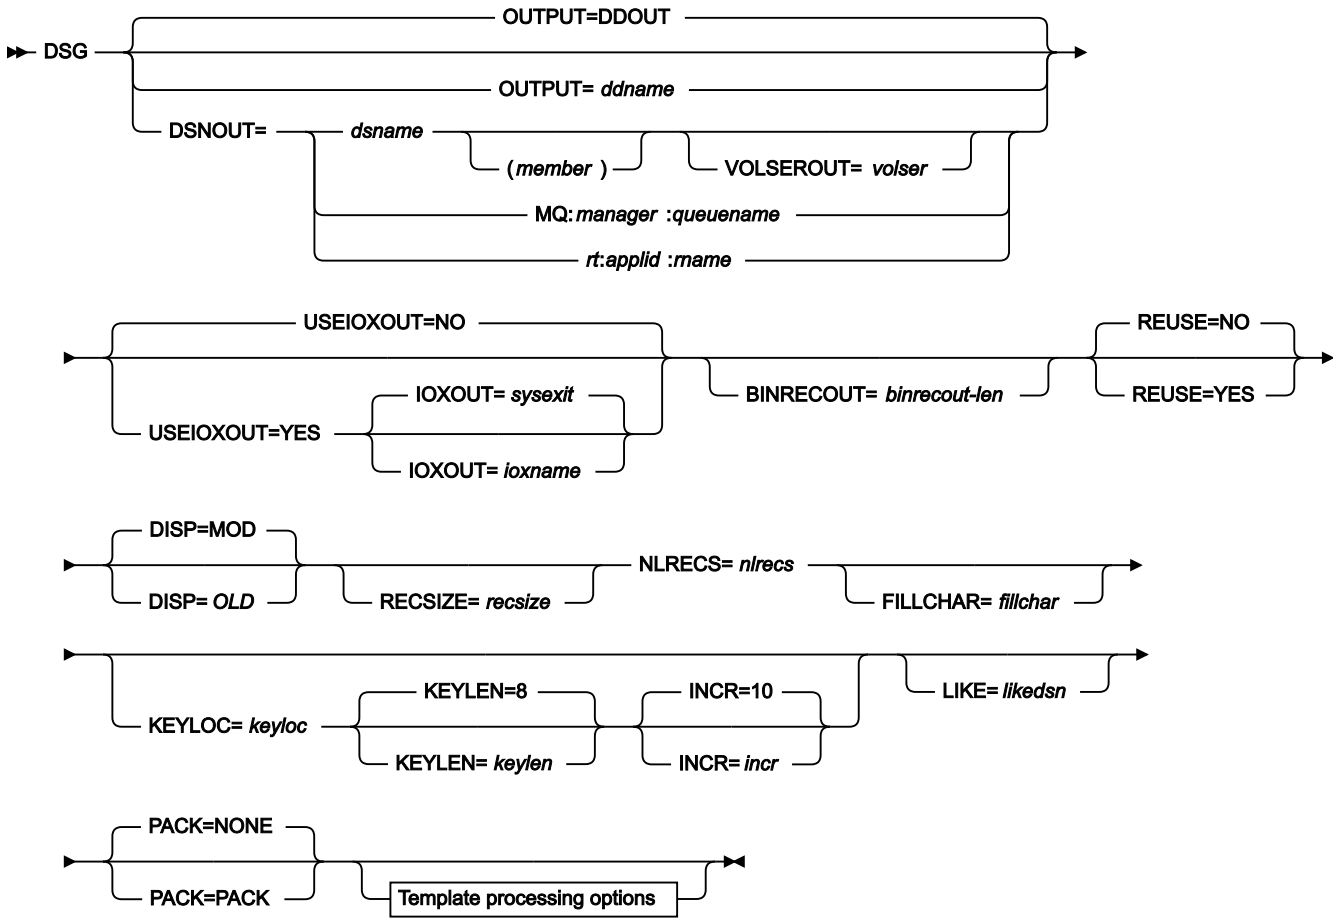 OUTPUT=DDOUT
DSG
OUTPUT= ddname
DSNOUT= dsname
(member )
VOLSEROUT= volser
MQ:manager :queuename
rt:applid :rname
USEIOXOUT=NO
USEIOXOUT=YES
IOXOUT= sysexit
IOXOUT= ioxname
BINRECOUT= binrecout-len
REUSE=NO
REUSE=YES
DISP=MOD
DISP= OLD
RECSIZE= recsize
NLRECS= nlrecs
FILLCHAR= fillchar
KEYLOC= keyloc
KEYLEN=8
KEYLEN= keylen
INCR=10
INCR= incr
LIKE= likedsn
PACK=NONE
PACK=PACK
Template processing options